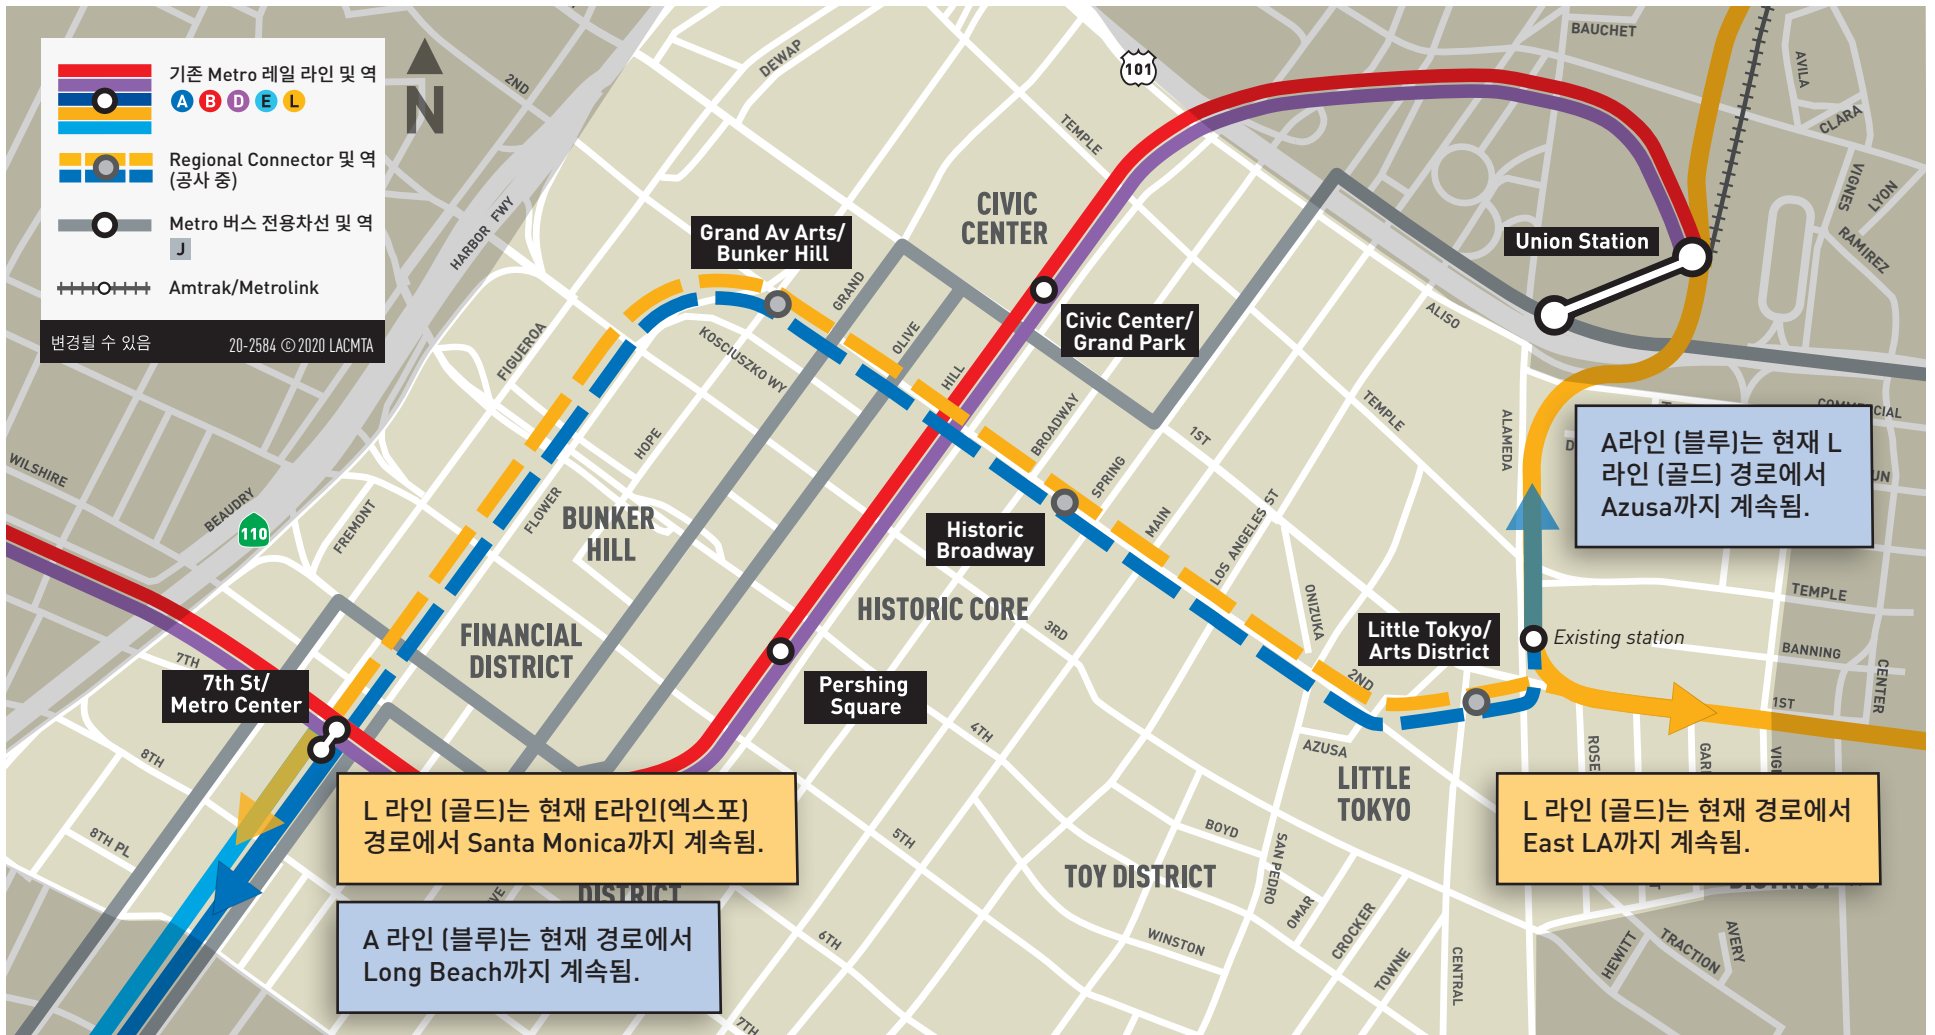 기존 Metro 레일 라인 및 역
A B D E L
Regional Connector 및 역
(공사 중)
Metro 버스 전용차선 및 역
J
Amtrak/Metrolink
변경될 수 있음
20-2584 © 2020 LACMTA
N
2ND
DEWAP
101
BAUCHET
AVILA
CLARA
VIGNES
LYON
RAMIREZ
TEMPLE
HARBOR FWY
CIVIC
CENTER
Grand Av Arts/
Bunker Hill
GRAND
Union Station
Civic Center/
Grand Park
ALISO
FIGUEROA
KOSCIUSZKO WY
OLIVE
HILL
BROADWAY
TEMPLE
1ST
ALAMEDA
COMMERCIAL
A라인 (블루)는 현재 L
라인 (골드) 경로에서
Azusa까지 계속됨.
WILSHIRE
BEAUDRY
110
FREMONT
HOPE
FLOWER
BUNKER
HILL
SPRING
MAIN
LOS ANGELES ST
Historic
Broadway
HISTORIC CORE
3RD
ONIZUKA
TEMPLE
Little Tokyo/
Arts District
Existing station
BANNING
CENTER
FINANCIAL
DISTRICT
7TH
7th St/
Metro Center
Pershing
Square
2ND
1ST
8TH
4TH
AZUSA
LITTLE
TOKYO
ROSE
L 라인 (골드)는 현재 E라인(엑스포)
경로에서 Santa Monica까지 계속됨.
L 라인 (골드)는 현재 경로에서
East LA까지 계속됨.
8TH PL
5TH
BOYD
SAN PEDRO
TOY DISTRICT
DISTRICT
DISTRICT
A 라인 (블루)는 현재 경로에서
Long Beach까지 계속됨.
6TH
WINSTON
OMAR
CROCKER
TOWNE
CENTRAL
HEWITT
TRACTION
AVERY
7TH